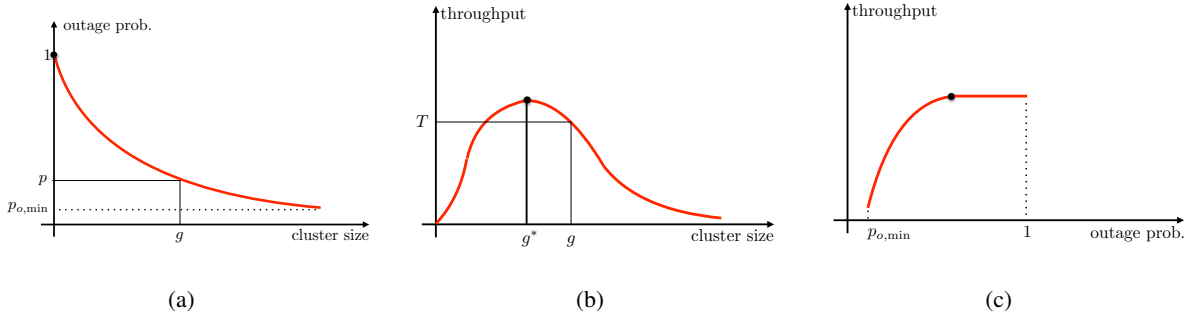 outage prob.
1
p
p_{o,min}
g
cluster size
(a)
throughput
T
g*
g
cluster size
(b)
throughput
p_{o,min}
1
outage prob.
(c)